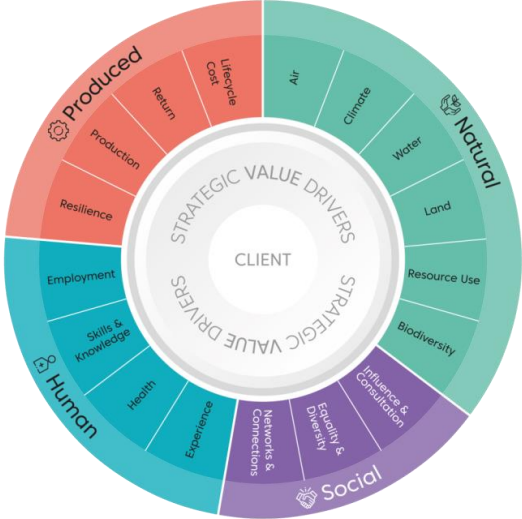 Produced
Lifecycle
Cost
Return
Production
Resilience
Natural
Air
Climate
Water
Land
Resource Use
Biodiversity
Social
Influence &
Consultation
Equality &
Diversity
Networks &
Connections
Human
Experience
Health
Skills &
Knowledge
Employment
STRATEGIC VALUE DRIVERS
CLIENT
STRATEGIC VALUE DRIVERS